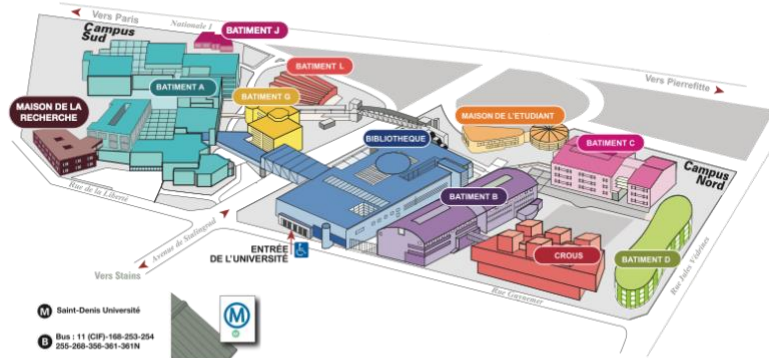 Vers Paris
Nationale 1
Campus
Sud
BATIMENT J
BATIMENT L
Vers Pierrefitte
BATIMENT A
BATIMENT G
MAISON DE LA
RECHERCHE
MAISON DE L'ETUDIANT
BIBLIOTHEQUE
BATIMENT C
Campus
Nord
Rue de la Liberté
BATIMENT B
Avenue de Stalingrad
ENTRÉE
DE L'UNIVERSITÉ
CROUS
BATIMENT D
Rue Jules Védrines
Vers Stains
Rue Guynemer
M Saint-Denis Université
M
B Bus : 11 (CIF)-168-253-254
255-268-356-361-361N